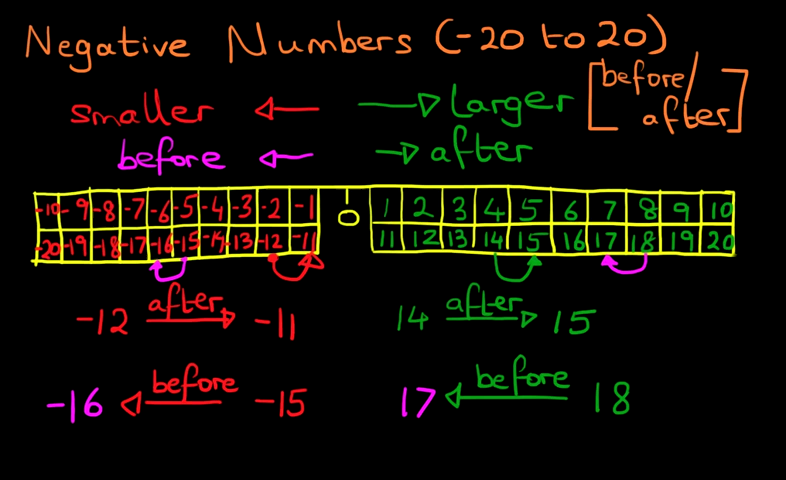 Negative Numbers (-20 to 20)
[before/
after]
smaller ← → larger
before ← → after
-10 -9 -8 -7 -6 -5 -4 -3 -2 -1 0 1 2 3 4 5 6 7 8 9 10
-20 -19 -18 -17 -16 -15 -14 -13 -12 -11 11 12 13 14 15 16 17 18 19 20
-12 after → -11 14 after → 15
-16 ← before -15 17 ← before 18